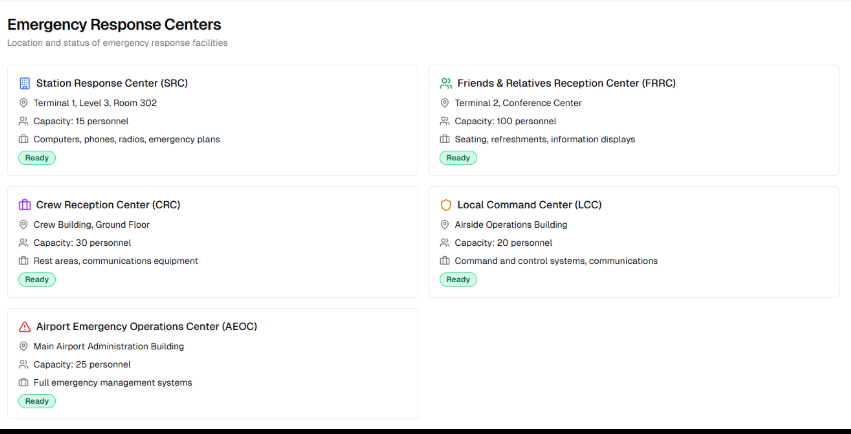 Emergency Response Centers
Location and status of emergency response facilities
Station Response Center (SRC)
Terminal 1, Level 3, Room 302
Capacity: 15 personnel
Computers, phones, radios, emergency plans
Ready
Friends & Relatives Reception Center (FRRC)
Terminal 2, Conference Center
Capacity: 100 personnel
Seating, refreshments, information displays
Ready
Crew Reception Center (CRC)
Crew Building, Ground Floor
Capacity: 30 personnel
Rest areas, communications equipment
Ready
Local Command Center (LCC)
Airside Operations Building
Capacity: 20 personnel
Command and control systems, communications
Ready
Airport Emergency Operations Center (AEOC)
Main Airport Administration Building
Capacity: 25 personnel
Full emergency management systems
Ready